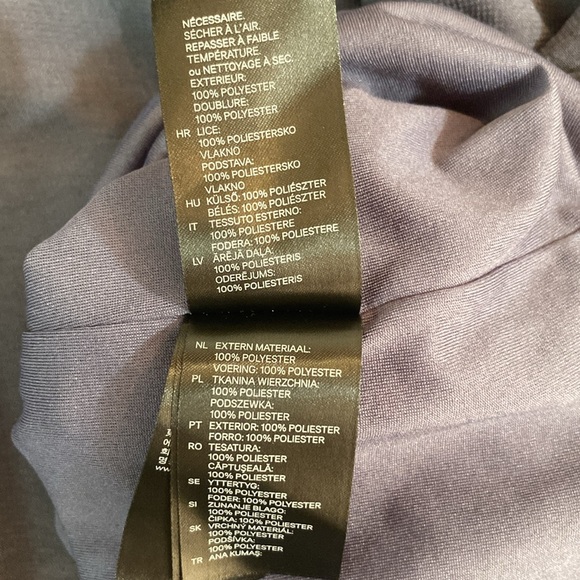 NÉCESSAIRE.
SÉCHER À L'AIR.
REPASSER À FAIBLE
TEMPÉRATURE.
ou NETTOYAGE À SEC.
EXTERIEUR:
100% POLYESTER
DOUBLURE:
100% POLYESTER
HR LICE:
100% POLIESTERSKO
VLAKNO
PODSTAVA:
100% POLIESTERSKO
VLAKNO
HU KÜLSŐ: 100% POLIÉSZTER
BÉLÉS: 100% POLIÉSZTER
IT TESSUTO ESTERNO:
100% POLIESTERE
FODERA: 100% POLIESTERE
LV ĀRĒJĀ DAĻA:
100% POLIESTERIS
ODERĒJUMS:
100% POLIESTERIS
NL EXTERN MATERIAAL:
100% POLYESTER
VOERING: 100% POLYESTER
PL TKANINA WIERZCHNIA:
100% POLIESTER
PODSZEWKA:
100% POLIESTER
PT EXTERIOR: 100% POLIESTER
FORRO: 100% POLIESTER
RO TESATURA:
100% POLIESTER
CĂPTUŞEALĂ:
100% POLIESTER
SE YTTERTYG:
100% POLYESTER
FODER: 100% POLYESTER
SI ZUNANJE BLAGO:
100% POLIESTER
ČIPKA: 100% POLIESTER
SK VRCHNÝ MATERIÁL:
100% POLYESTER
PODŠÍVKA:
100% POLYESTER
TR ANA KUMAŞ: